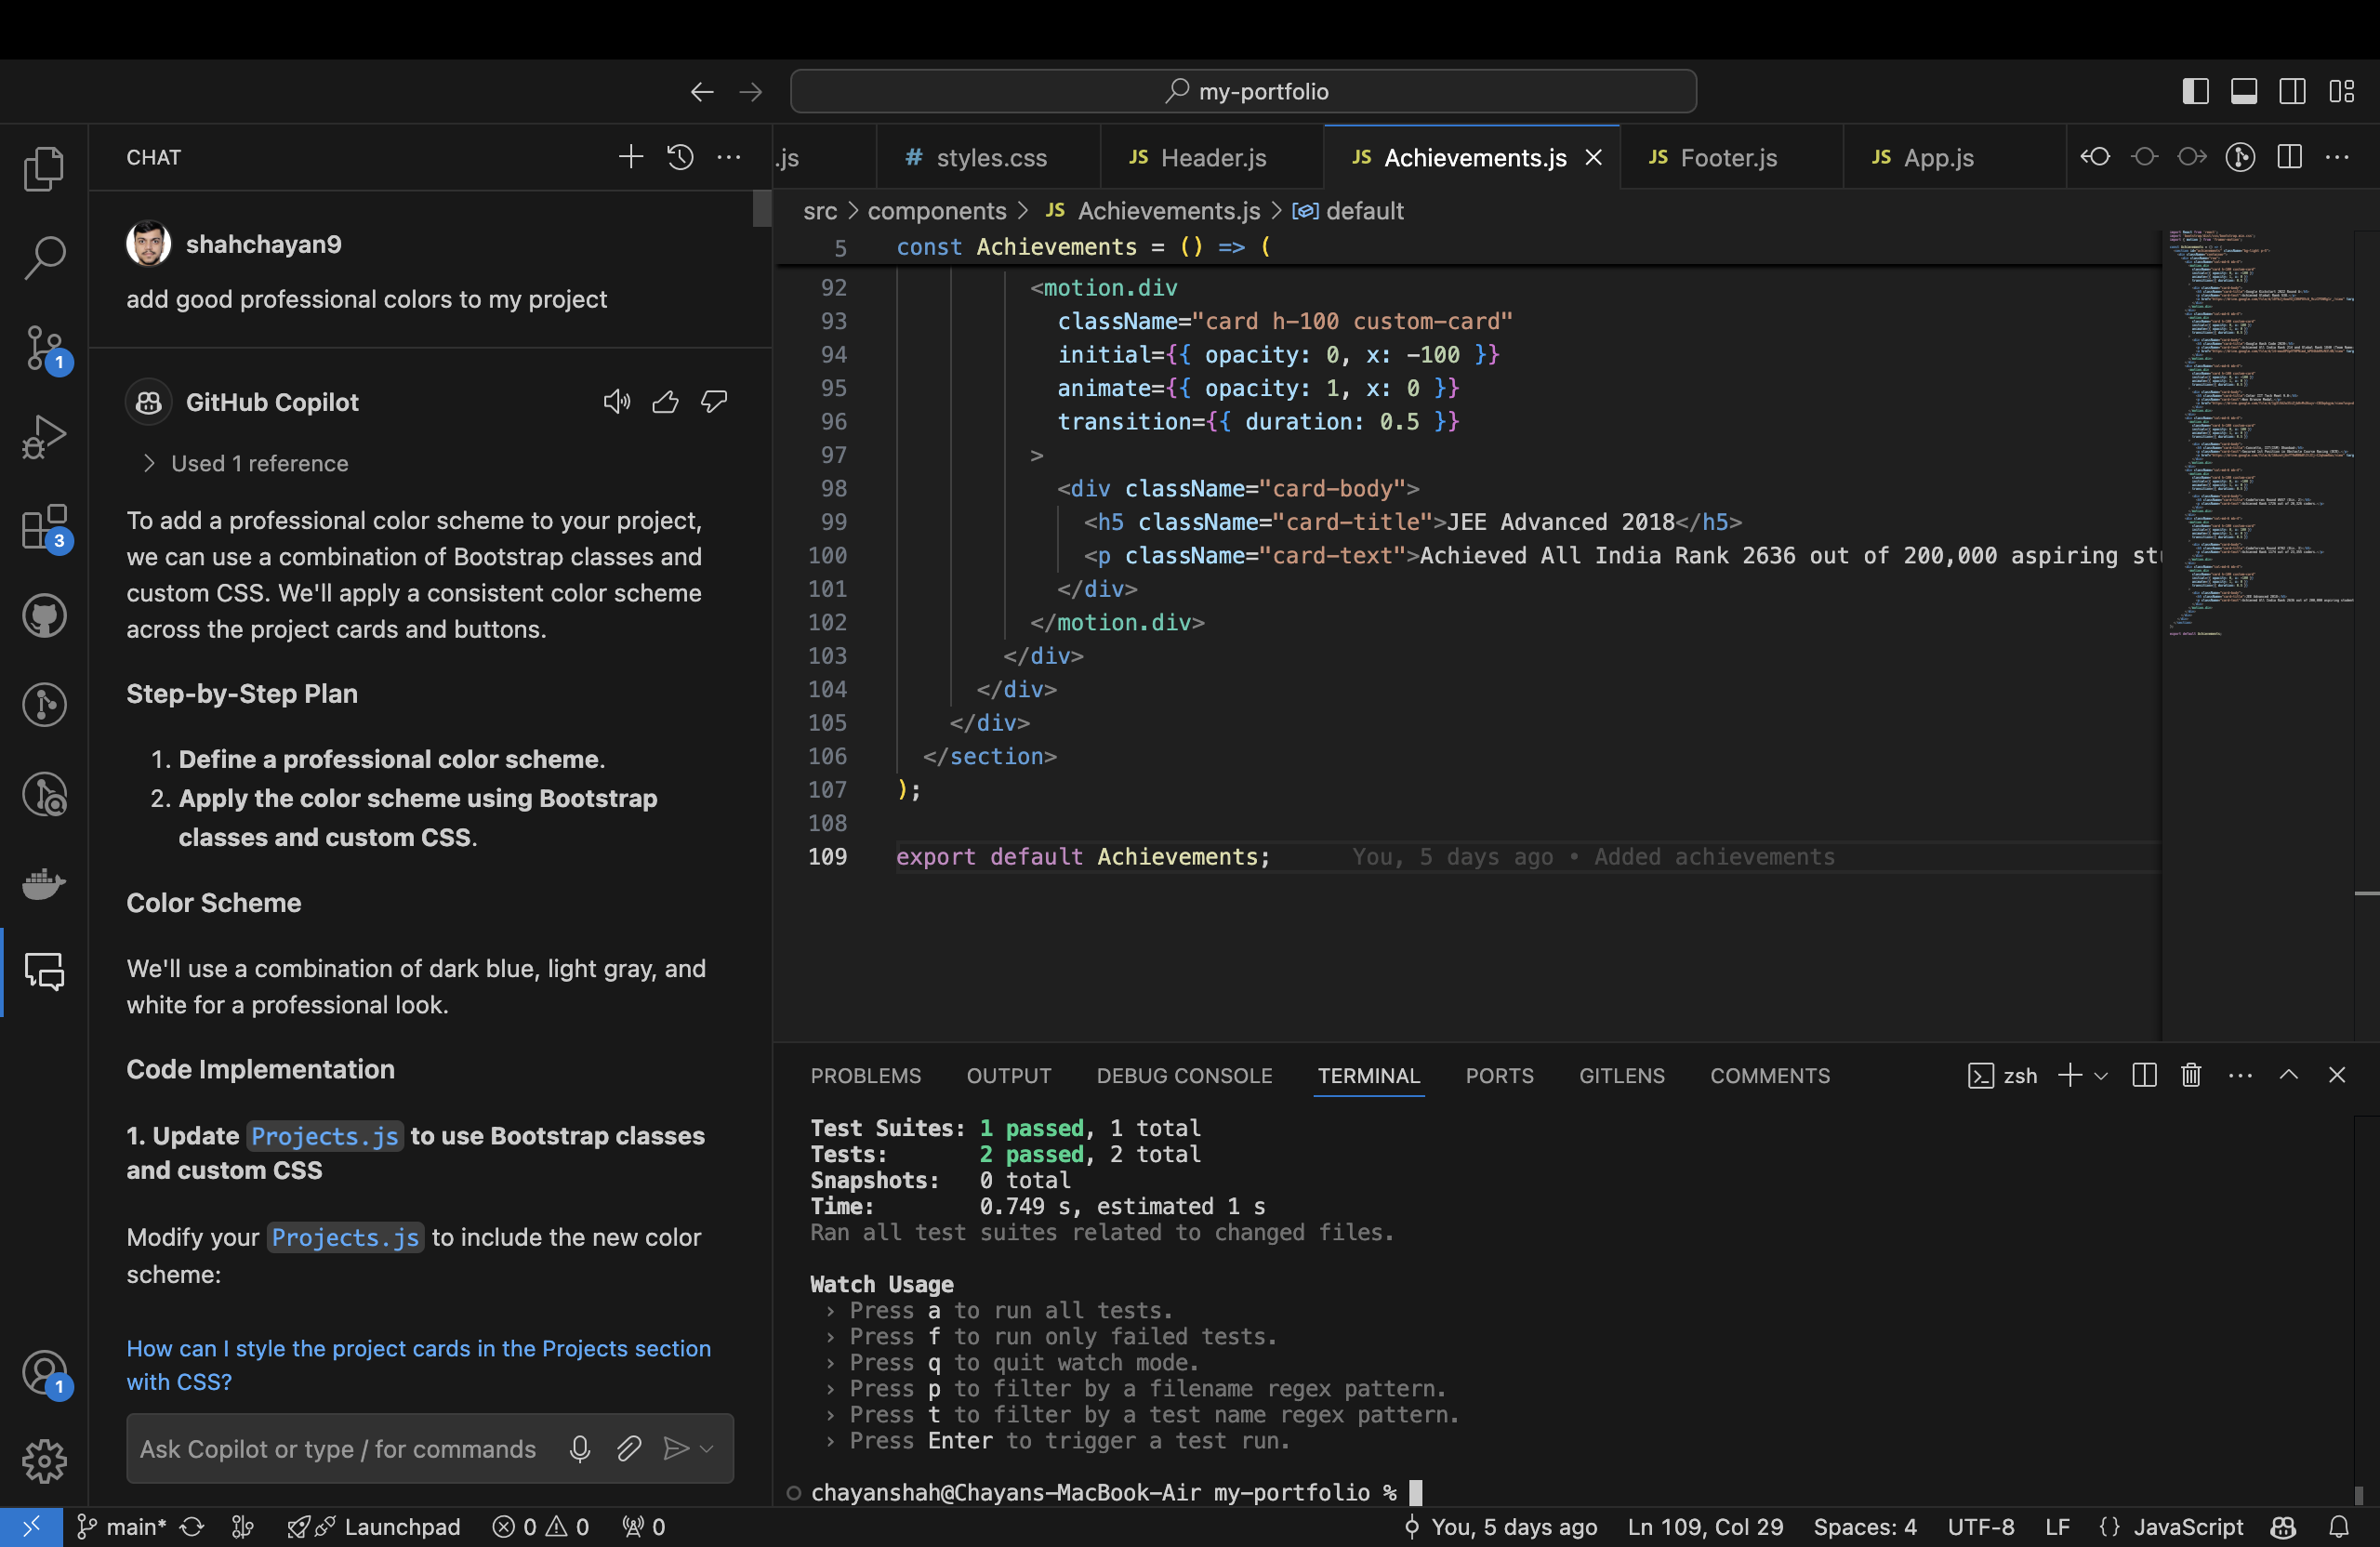 my-portfolio
CHAT
.js
# styles.css
JS Header.js
JS Achievements.js
JS Footer.js
JS App.js
src > components > JS Achievements.js > default
shahchayan9
add good professional colors to my project
GitHub Copilot
Used 1 reference
To add a professional color scheme to your project,
we can use a combination of Bootstrap classes and
custom CSS. We'll apply a consistent color scheme
across the project cards and buttons.
Step-by-Step Plan
1. Define a professional color scheme.
2. Apply the color scheme using Bootstrap
classes and custom CSS.
Color Scheme
We'll use a combination of dark blue, light gray, and
white for a professional look.
Code Implementation
1. Update Projects.js to use Bootstrap classes
and custom CSS
Modify your Projects.js to include the new color
scheme:
How can I style the project cards in the Projects section
with CSS?
Ask Copilot or type / for commands
1
3
1
5 const Achievements = () => (
92 <motion.div
93 className="card h-100 custom-card"
94 initial={{ opacity: 0, x: -100 }}
95 animate={{ opacity: 1, x: 0 }}
96 transition={{ duration: 0.5 }}
97 >
98 <div className="card-body">
99 <h5 className="card-title">JEE Advanced 2018</h5>
100 <p className="card-text">Achieved All India Rank 2636 out of 200,000 aspiring stu
101 </div>
102 </motion.div>
103 </div>
104 </div>
105 </div>
106 </section>
107 );
108
109 export default Achievements; You, 5 days ago • Added achievements
PROBLEMS OUTPUT DEBUG CONSOLE TERMINAL PORTS GITLENS COMMENTS
zsh
Test Suites: 1 passed, 1 total
Tests: 2 passed, 2 total
Snapshots: 0 total
Time: 0.749 s, estimated 1 s
Ran all test suites related to changed files.
Watch Usage
› Press a to run all tests.
› Press f to run only failed tests.
› Press q to quit watch mode.
› Press p to filter by a filename regex pattern.
› Press t to filter by a test name regex pattern.
› Press Enter to trigger a test run.
chayanshah@Chayans-MacBook-Air my-portfolio %
main* Launchpad 0 0 0
You, 5 days ago Ln 109, Col 29 Spaces: 4 UTF-8 LF {} JavaScript